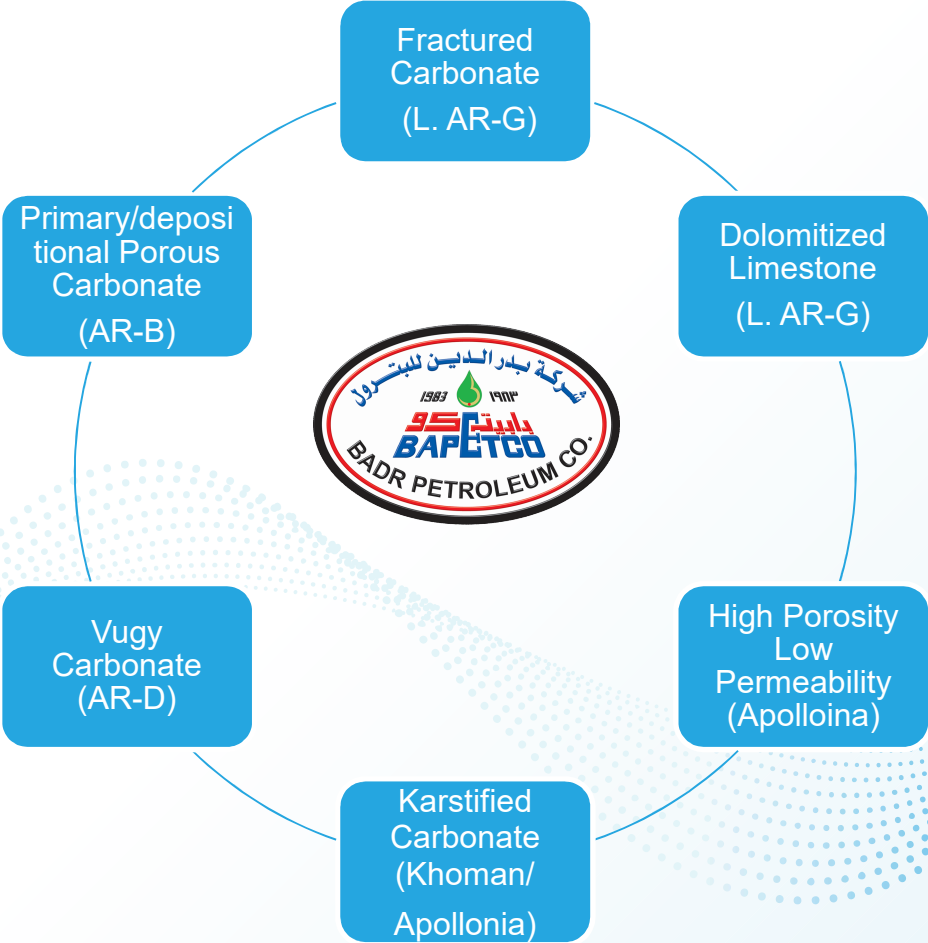 Fractured
Carbonate
(L. AR-G)
Primary/deposi
tional Porous
Carbonate
(AR-B)
Dolomitized
Limestone
(L. AR-G)
شركة بدر الدين للبترول
1983 ١٩٨٣
بابيتكو
BAPETCO
BADR PETROLEUM CO.
Vugy
Carbonate
(AR-D)
High Porosity
Low
Permeability
(Apolloina)
Karstified
Carbonate
(Khoman/
Apollonia)